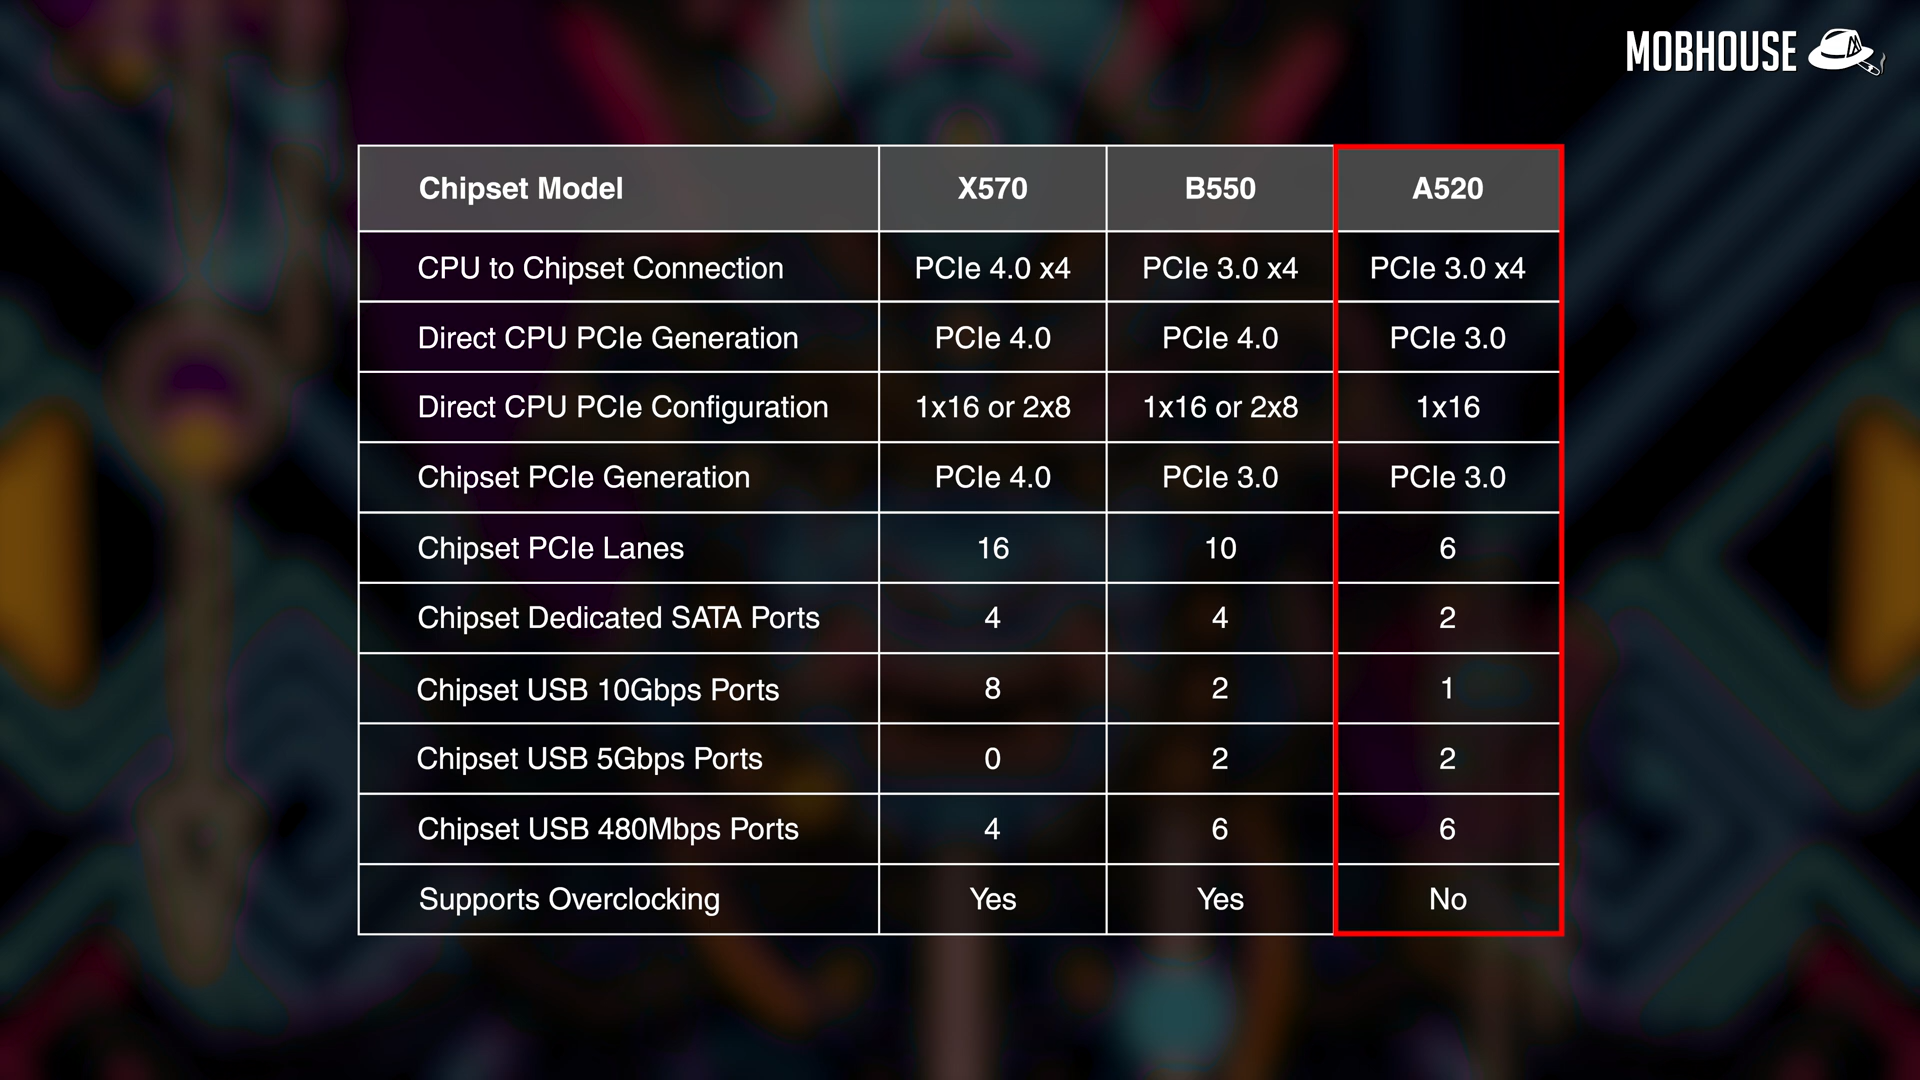 MOBHOUSE
Chipset Model X570 B550 A520
CPU to Chipset Connection PCIe 4.0 x4 PCIe 3.0 x4 PCIe 3.0 x4
Direct CPU PCIe Generation PCIe 4.0 PCIe 4.0 PCIe 3.0
Direct CPU PCIe Configuration 1x16 or 2x8 1x16 or 2x8 1x16
Chipset PCIe Generation PCIe 4.0 PCIe 3.0 PCIe 3.0
Chipset PCIe Lanes 16 10 6
Chipset Dedicated SATA Ports 4 4 2
Chipset USB 10Gbps Ports 8 2 1
Chipset USB 5Gbps Ports 0 2 2
Chipset USB 480Mbps Ports 4 6 6
Supports Overclocking Yes Yes No